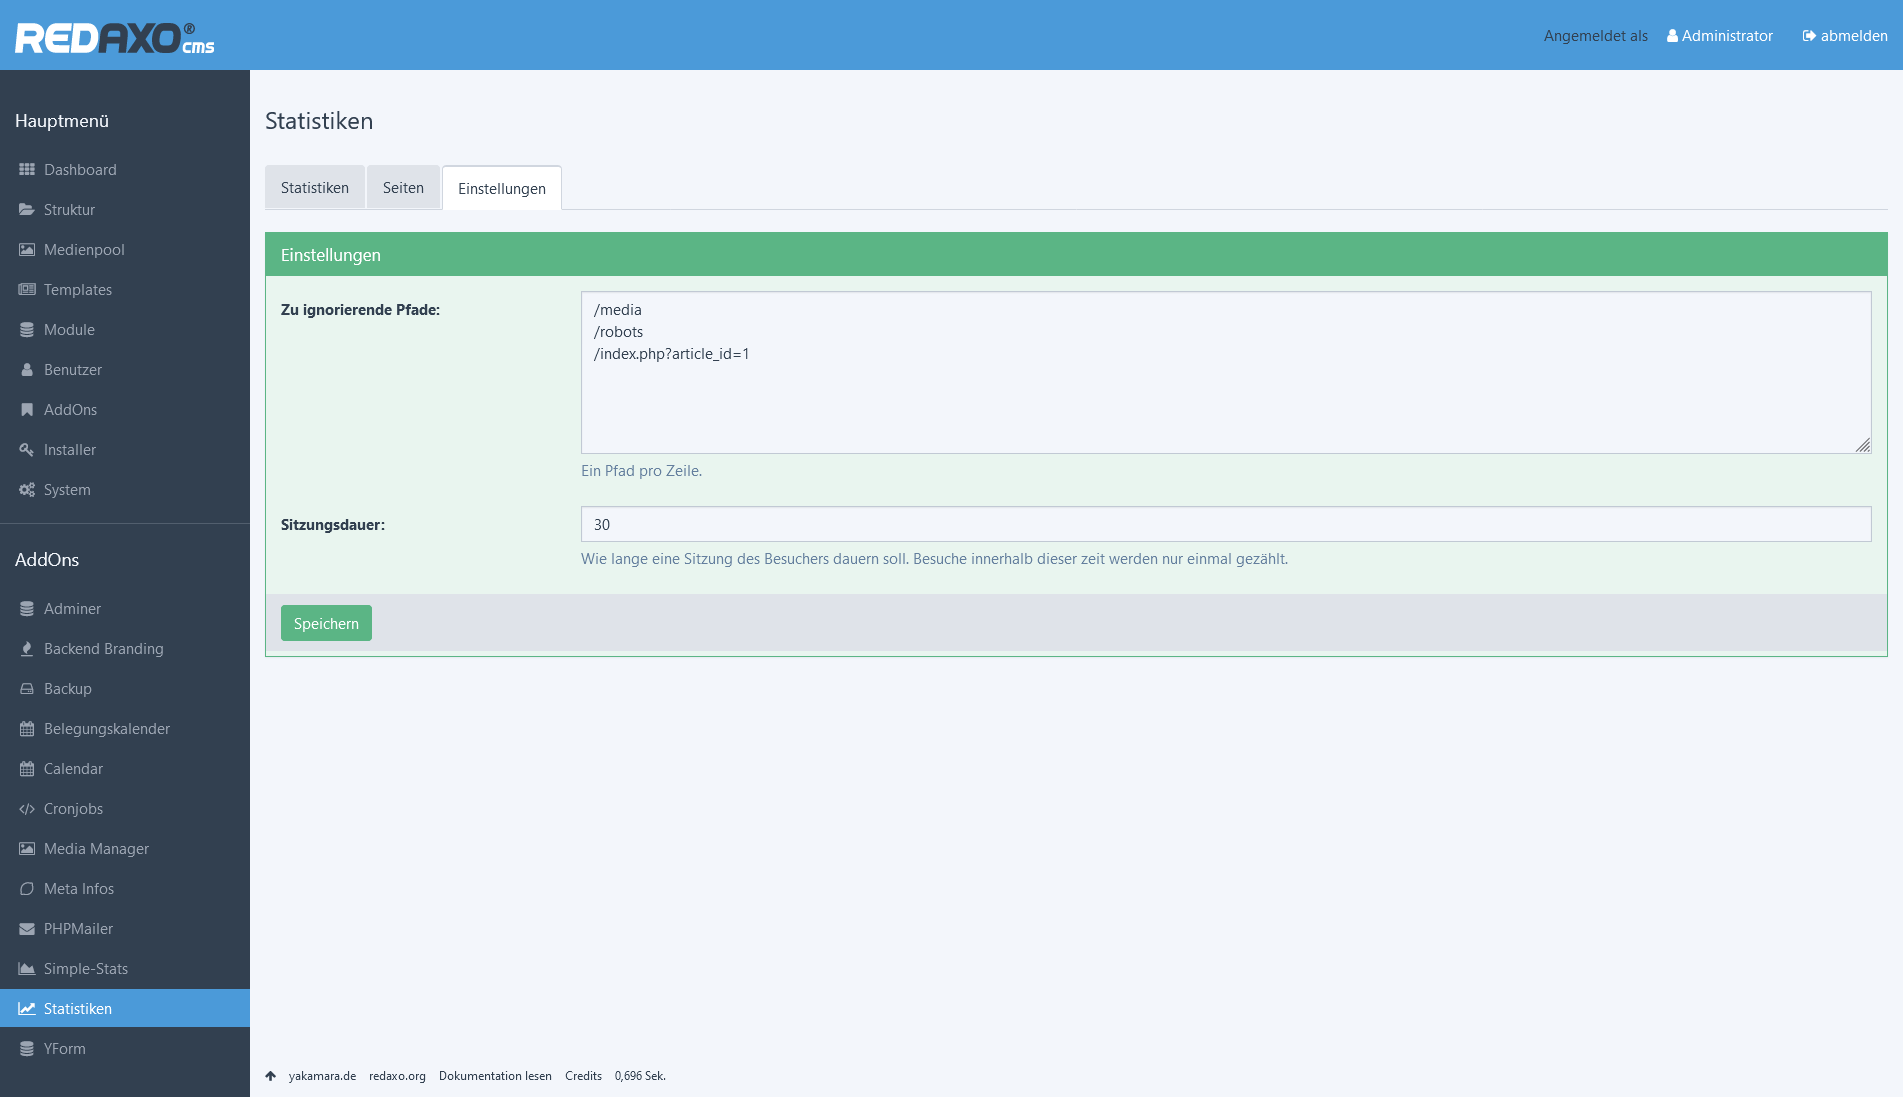 REDAXO® cms
Angemeldet als Administrator abmelden
Hauptmenü
Dashboard
Struktur
Medienpool
Templates
Module
Benutzer
AddOns
Installer
System
AddOns
Adminer
Backend Branding
Backup
Belegungskalender
Calendar
Cronjobs
Media Manager
Meta Infos
PHPMailer
Simple-Stats
Statistiken
YForm
Statistiken
Statistiken Seiten Einstellungen
Einstellungen
Zu ignorierende Pfade:
/media
/robots
/index.php?article_id=1
Ein Pfad pro Zeile.
Sitzungsdauer:
30
Wie lange eine Sitzung des Besuchers dauern soll. Besuche innerhalb dieser zeit werden nur einmal gezählt.
Speichern
yakamara.de redaxo.org Dokumentation lesen Credits 0,696 Sek.